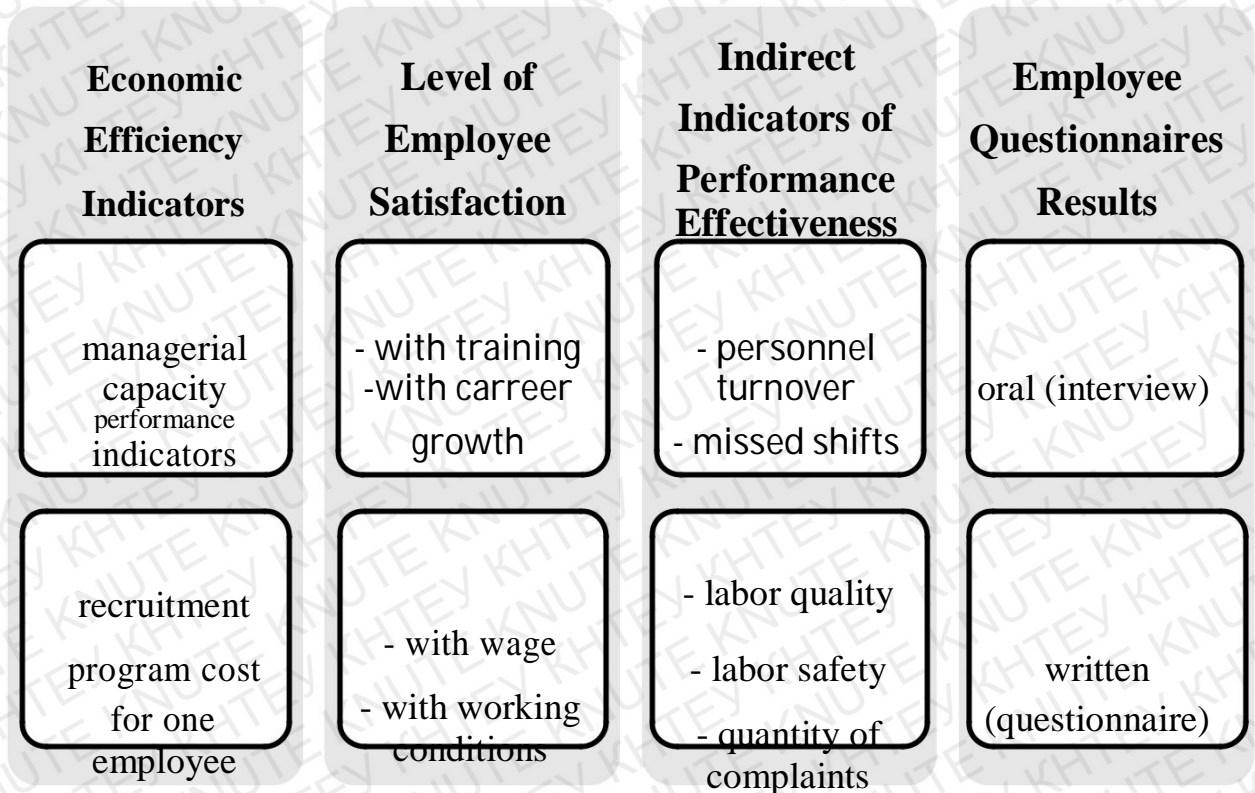 Economic
Efficiency
Indicators
managerial
capacity
performance
indicators
recruitment
program cost
for one
employee
Level of
Employee
Satisfaction
- with training
-with carreer
growth
- with wage
- with working
conditions
Indirect
Indicators of
Performance
Effectiveness
- personnel
turnover
- missed shifts
- labor quality
- labor safety
- quantity of
complaints
Employee
Questionnaires
Results
oral (interview)
written
(questionnaire)